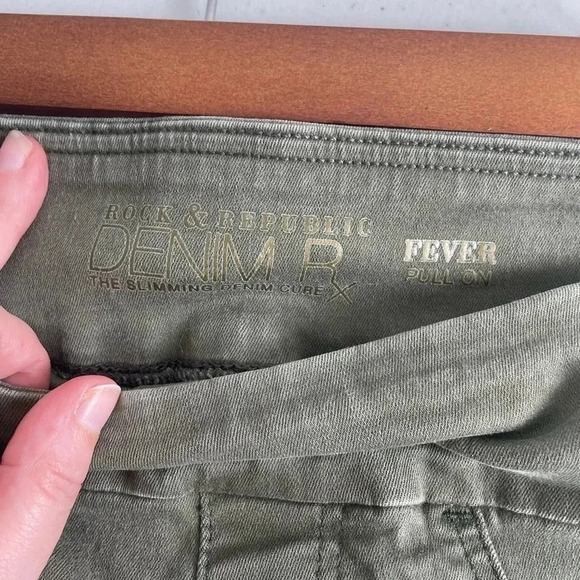 ROCK & REPUBLIC
DENIM Rx
THE SLIMMING DENIM CURE
FEVER
PULL ON